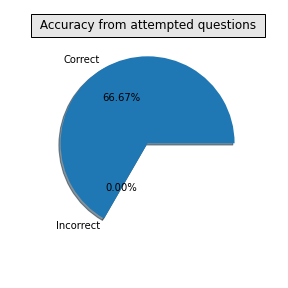 Accuracy from attempted questions
Correct
66.67%
0.00%
Incorrect